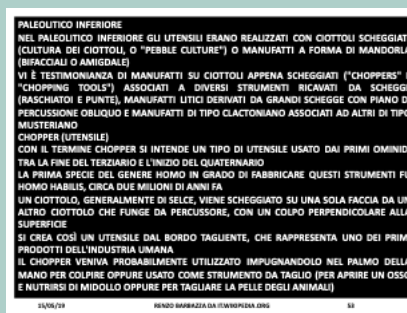 PALEOLITICO INFERIORE
NEL PALEOLITICO INFERIORE GLI UTENSILI ERANO REALIZZATI CON CIOTTOLI SCHEGGIATI
(CULTURA DEI CIOTTOLI, O "PEBBLE CULTURE") O MANUFATTI A FORMA DI MANDORLA
(BIFACCIALI O AMIGDALE)
VI È TESTIMONIANZA DI MANUFATTI SU CIOTTOLI APPENA SCHEGGIATI ("CHOPPERS"
"CHOPPING TOOLS") ASSOCIATI A DIVERSI STRUMENTI RICAVATI DA SCHEGGE
(RASCHIATOI E PUNTE), MANUFATTI LITICI DERIVATI DA GRANDI SCHEGGE CON PIANO DI
PERCUSSIONE OBLIQUO E MANUFATTI DI TIPO CLACTONIANO ASSOCIATI AD ALTRI DI TIPO
MUSTERIANO
CHOPPER (UTENSILE)
CON IL TERMINE CHOPPER SI INTENDE UN TIPO DI UTENSILE USATO DAI PRIMI OMINIDI
TRA LA FINE DEL TERZIARIO E L'INIZIO DEL QUATERNARIO
LA PRIMA SPECIE DEL GENERE HOMO IN GRADO DI FABBRICARE QUESTI STRUMENTI FU
HOMO HABILIS, CIRCA DUE MILIONI DI ANNI FA
UN CIOTTOLO, GENERALMENTE DI SELCE, VIENE SCHEGGIATO SU UNA SOLA FACCIA DA UN
ALTRO CIOTTOLO CHE FUNGE DA PERCUSSORE, CON UN COLPO PERPENDICOLARE ALLA
SUPERFICIE
SI CREA COSÌ UN UTENSILE DAL BORDO TAGLIENTE, CHE RAPPRESENTA UNO DEI PRIMI
PRODOTTI DELL'INDUSTRIA UMANA
IL CHOPPER VENIVA PROBABILMENTE UTILIZZATO IMPUGNANDOLO NEL PALMO DELLA
MANO PER COLPIRE OPPURE USATO COME STRUMENTO DA TAGLIO (PER APRIRE UN OSSO
E NUTRIRSI DI MIDOLLO OPPURE PER TAGLIARE LA PELLE DEGLI ANIMALI)
15/05/19 RENZO BARBAZZA DA IT.WIKIPEDIA.ORG 53